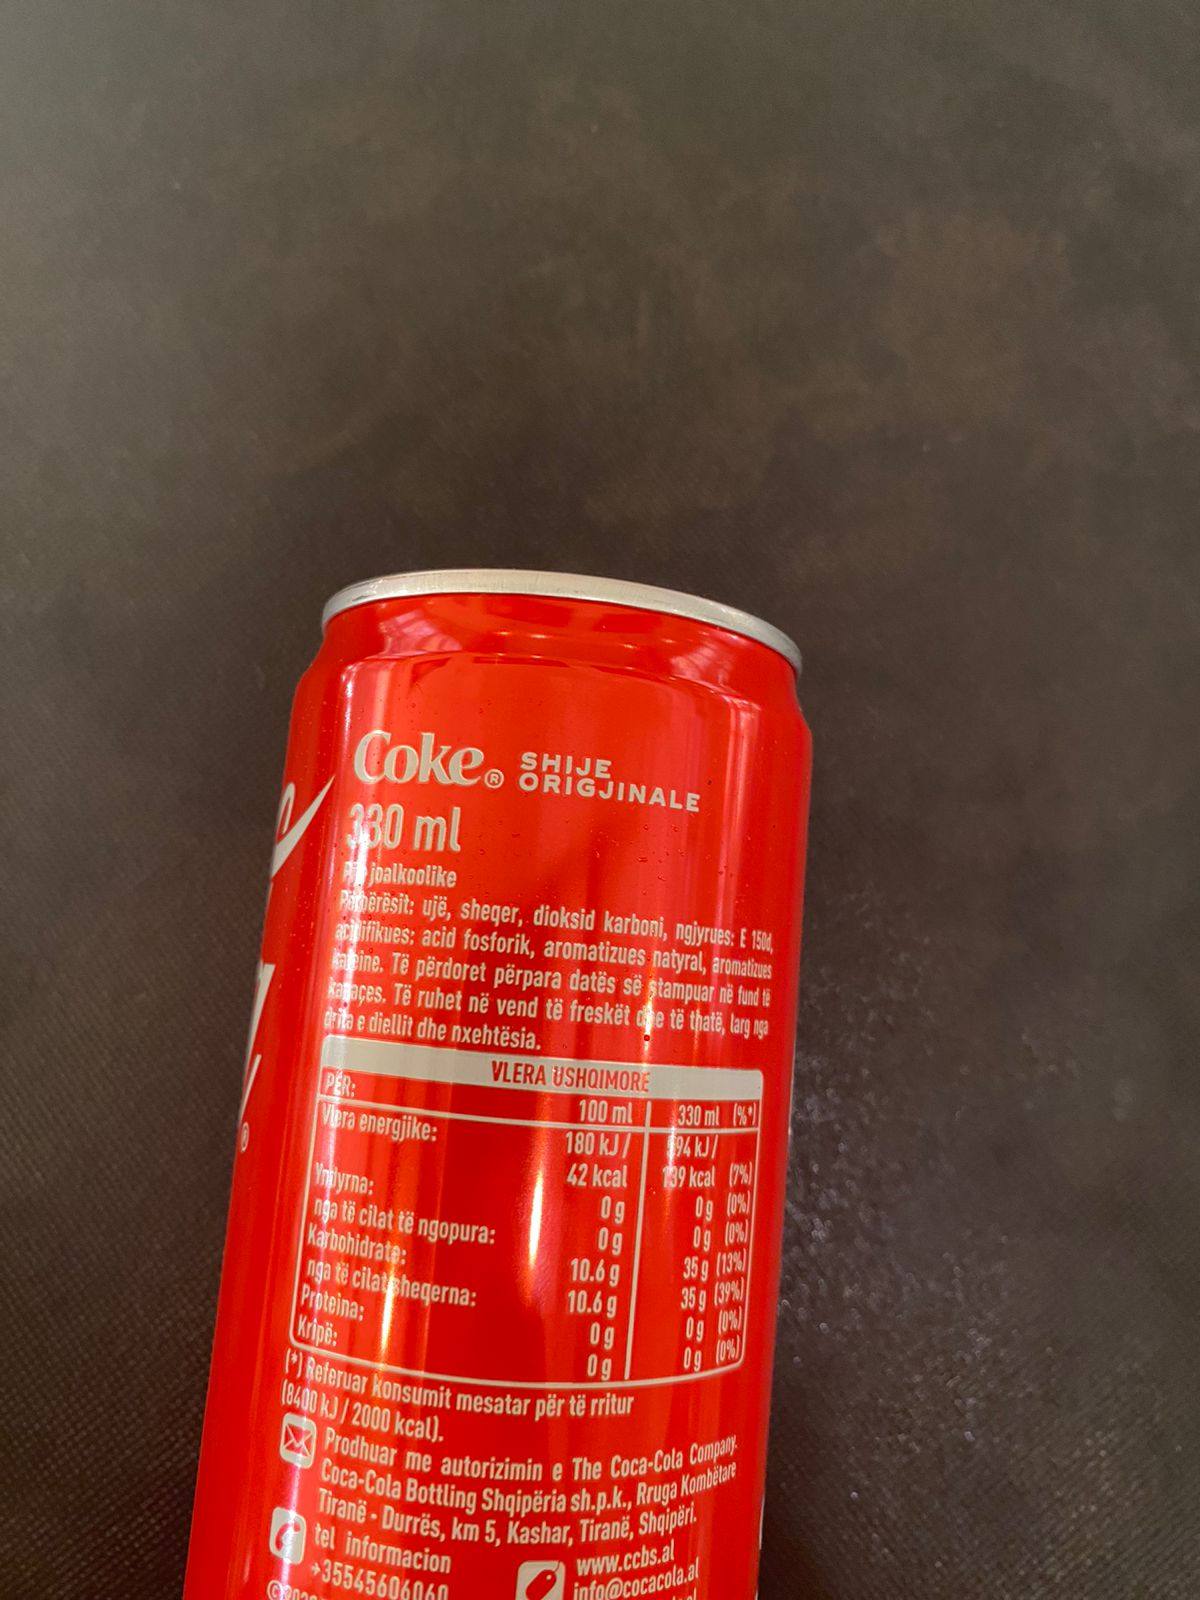 Coke® SHIJE
ORIGJINALE
330 ml
Pije joalkoolike
Përbërësit: ujë, sheqer, dioksid karboni, ngjyrues: E 150d,
acidifikues: acid fosforik, aromatizues natyral, aromatizues
kafeine. Të përdoret përpara datës së stampuar në fund të
kanaçes. Të ruhet në vend të freskët dhe të thatë, larg nga
drita e diellit dhe nxehtësia.
VLERA USHQIMORE
PËR: 100 ml 330 ml (%*)
Vlera energjike: 180 kJ / 594 kJ /
42 kcal 139 kcal (7%)
Yndyrna: 0 g 0 g (0%)
nga të cilat të ngopura: 0 g 0 g (0%)
Karbohidrate: 10.6 g 35 g (13%)
nga të cilat sheqerna: 10.6 g 35 g (39%)
Proteina: 0 g 0 g (0%)
Kripë: 0 g 0 g (0%)
(*) Referuar konsumit mesatar për të rritur
(8400 kJ / 2000 kcal).
Prodhuar me autorizimin e The Coca-Cola Company.
Coca-Cola Bottling Shqipëria sh.p.k., Rruga Kombëtare
Tiranë - Durrës, km 5, Kashar, Tiranë, Shqipëri.
tel informacion
+35545606060
www.ccbs.al
info@cocacola.al